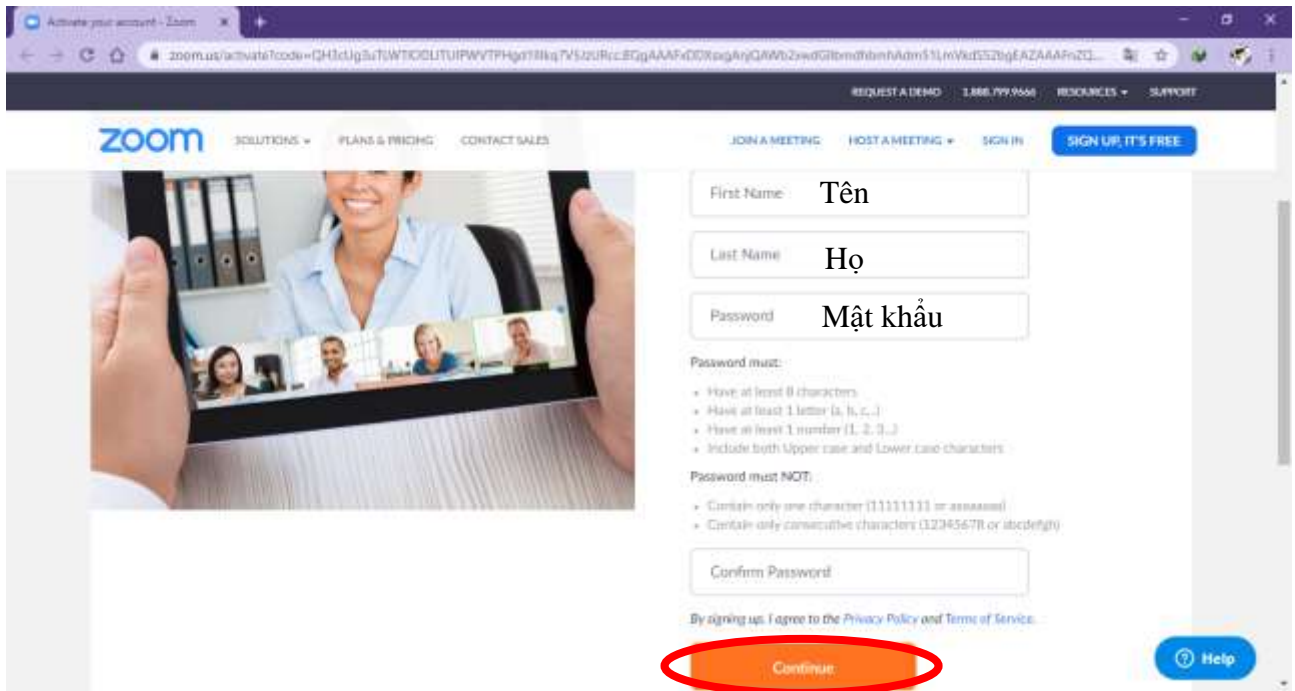 Activate your account - Zoom
REQUEST A DEMO 1.888.799.9666 RESOURCES SUPPORT
zoom SOLUTIONS PLANS & PRICING CONTACT SALES JOIN A MEETING HOST A MEETING SIGN IN SIGN UP, IT'S FREE
First Name Tên
Last Name Họ
Password Mật khẩu
Password must:
• Have at least 8 characters
• Have at least 1 letter (a, b, c...)
• Have at least 1 number (1, 2, 3...)
• Include both Upper case and Lower case characters
Password must NOT:
• Contain only one character (11111111 or aaaaaaaa)
• Contain only consecutive characters (12345678 or abcdefgh)
Confirm Password
By signing up, I agree to the Privacy Policy and Terms of Service.
Continue
Help